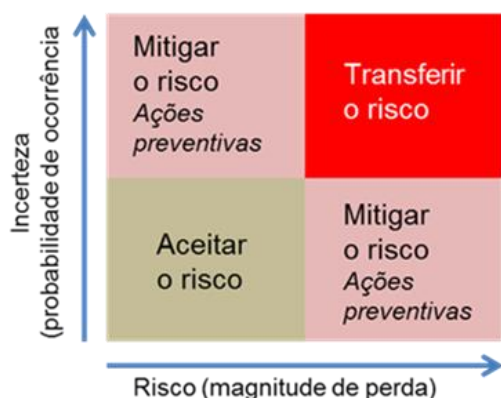 Incerteza
(probabilidade de ocorrência)
Mitigar
o risco
Ações
preventivas
Transferir
o risco
Aceitar
o risco
Mitigar
o risco
Ações
preventivas
Risco (magnitude de perda)